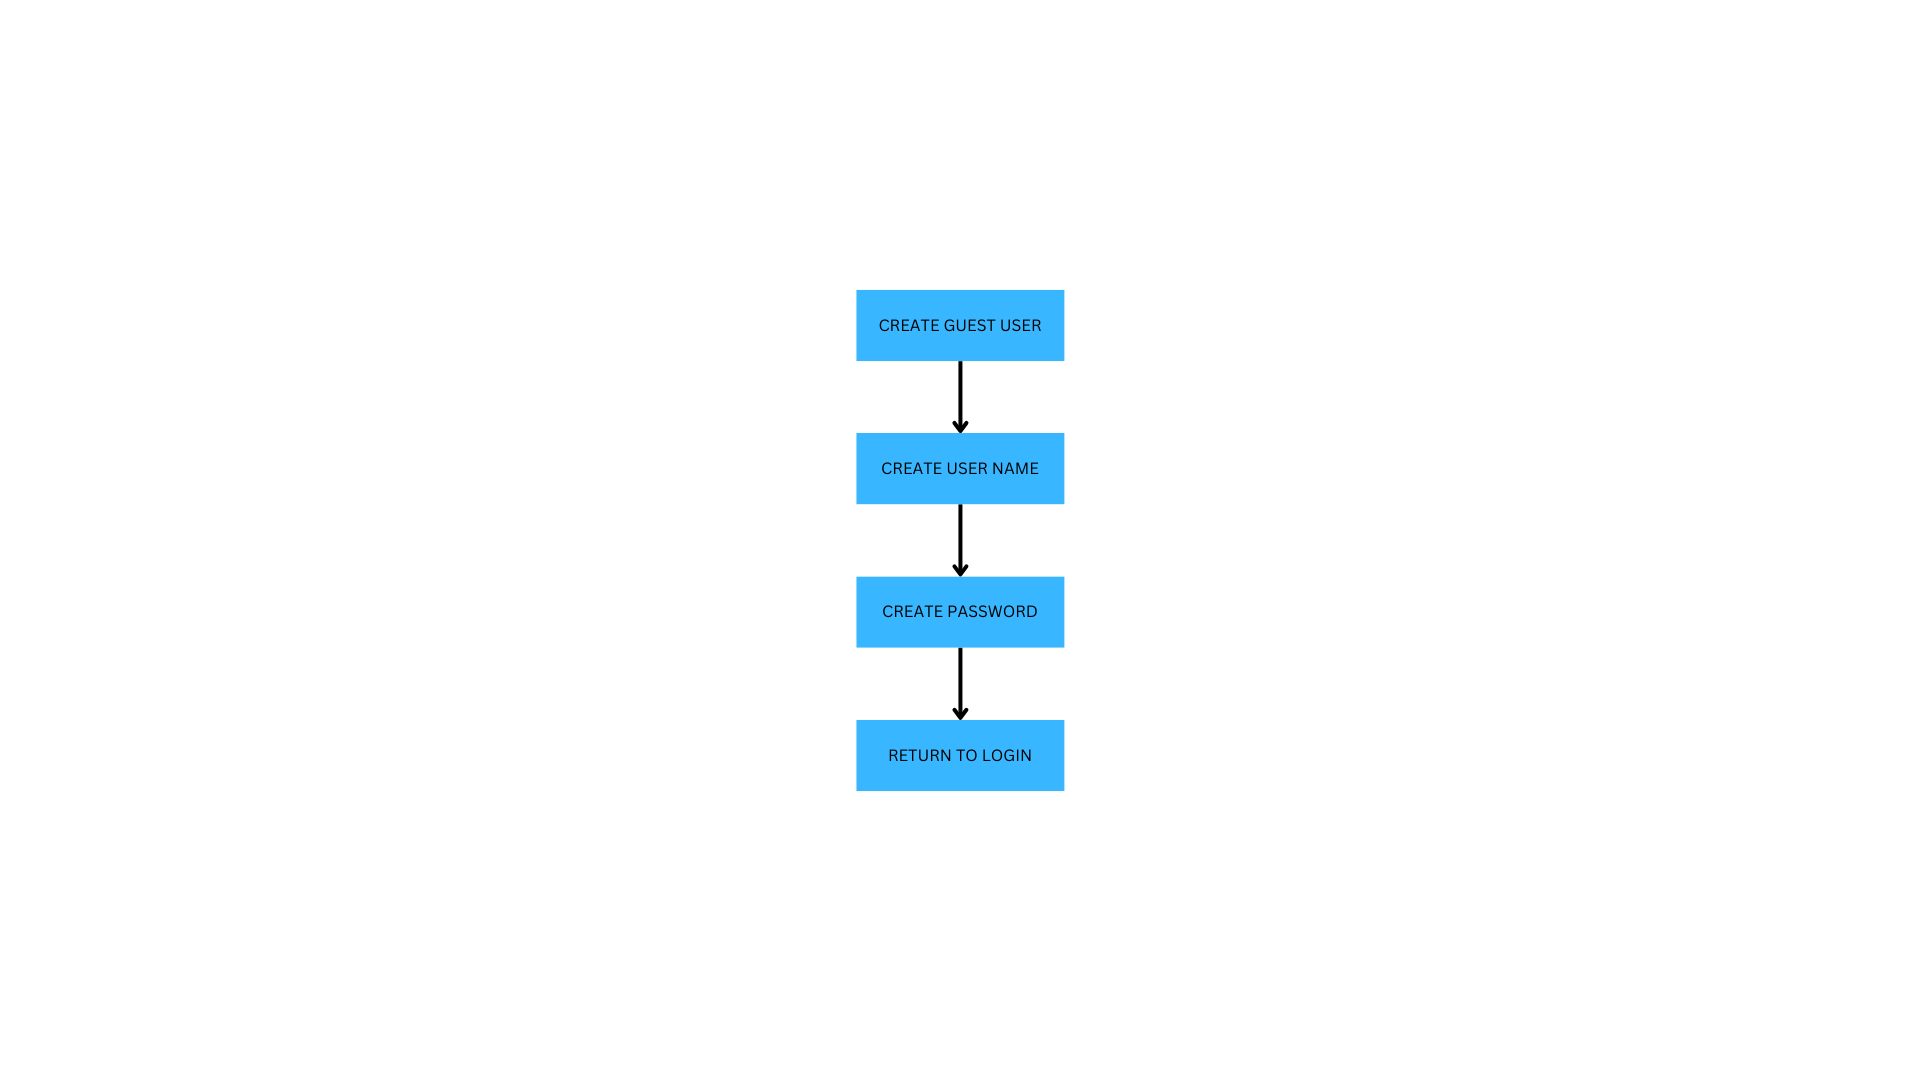 CREATE GUEST USER
CREATE USER NAME
CREATE PASSWORD
RETURN TO LOGIN